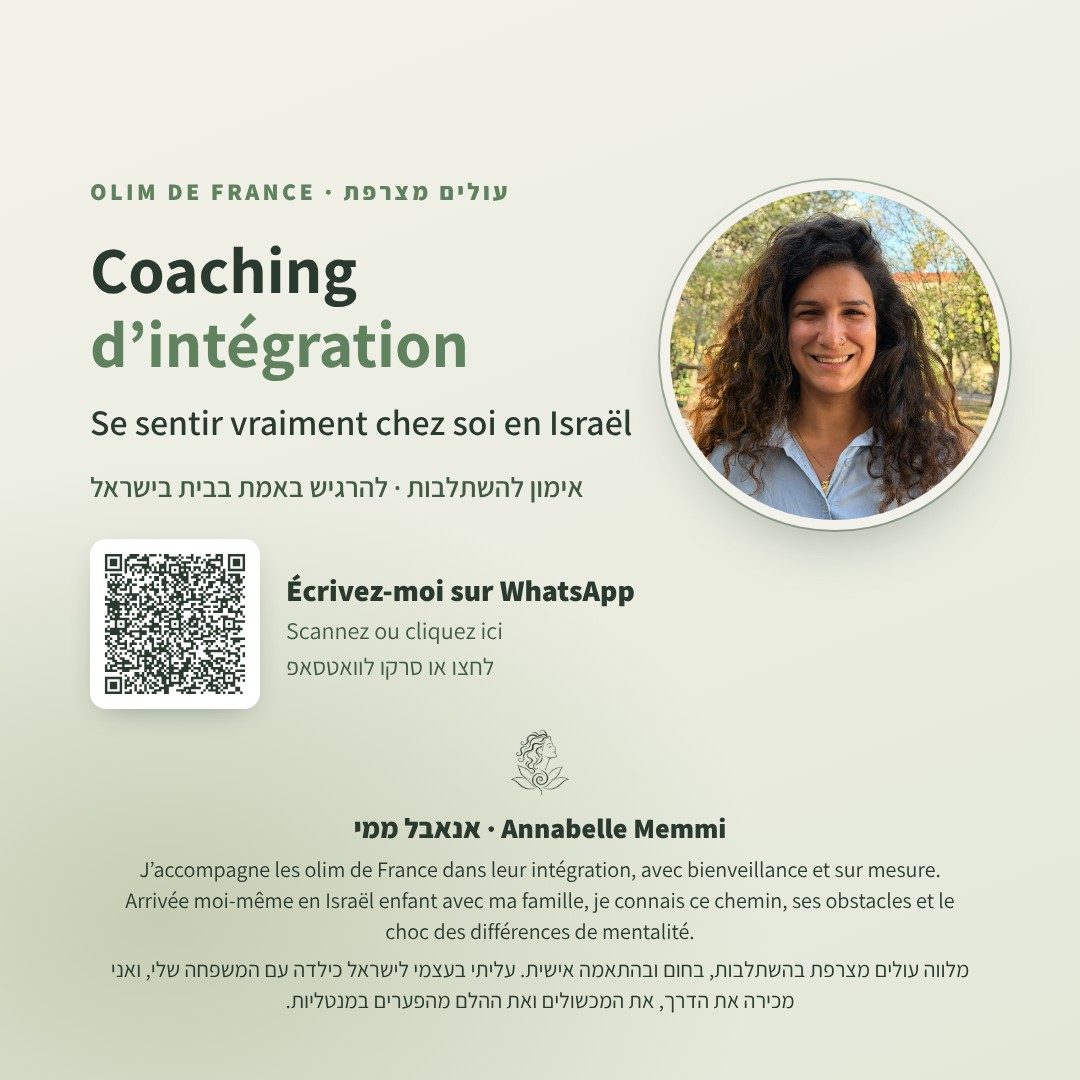 OLIM DE FRANCE · עולים מצרפת
Coaching
d’intégration
Se sentir vraiment chez soi en Israël
אימון להשתלבות · להרגיש באמת בבית בישראל
Écrivez-moi sur WhatsApp
Scannez ou cliquez ici
לחצו או סרקו לוואטסאפ
אנאבל ממי · Annabelle Memmi
J’accompagne les olim de France dans leur intégration, avec bienveillance et sur mesure.
Arrivée moi-même en Israël enfant avec ma famille, je connais ce chemin, ses obstacles et le
choc des différences de mentalité.
מלווה עולים מצרפת בהשתלבות, בחום ובהתאמה אישית. עליתי בעצמי לישראל כילדה עם המשפחה שלי, ואני
מכירה את הדרך, את המכשולים ואת ההלם מהפערים במנטליות.